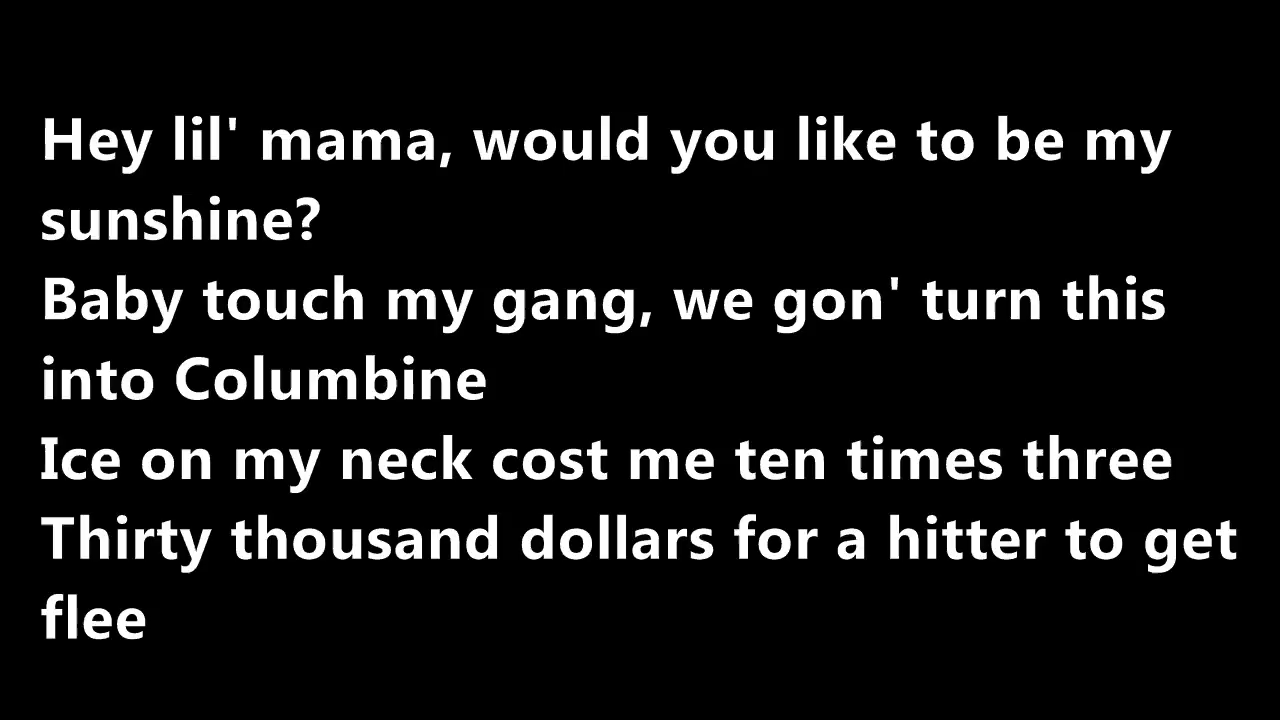 Hey lil' mama, would you like to be my
sunshine?
Baby touch my gang, we gon' turn this
into Columbine
Ice on my neck cost me ten times three
Thirty thousand dollars for a hitter to get
flee